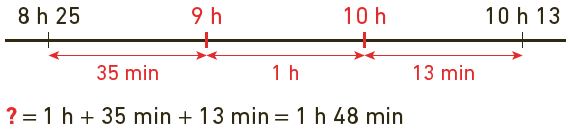 8 h 25 9 h 10 h 10 h 13
35 min 1 h 13 min
? = 1 h + 35 min + 13 min = 1 h 48 min